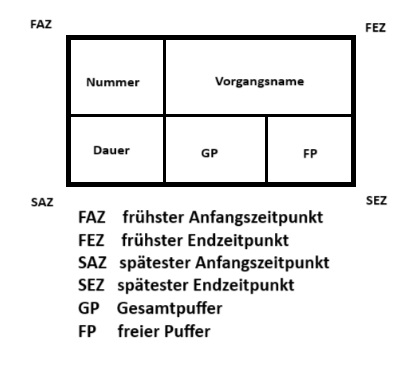 FAZ
FEZ
Nummer
Vorgangsname
Dauer
GP
FP
SAZ
SEZ
FAZ frühster Anfangszeitpunkt
FEZ frühster Endzeitpunkt
SAZ spätester Anfangszeitpunkt
SEZ spätester Endzeitpunkt
GP Gesamtpuffer
FP freier Puffer